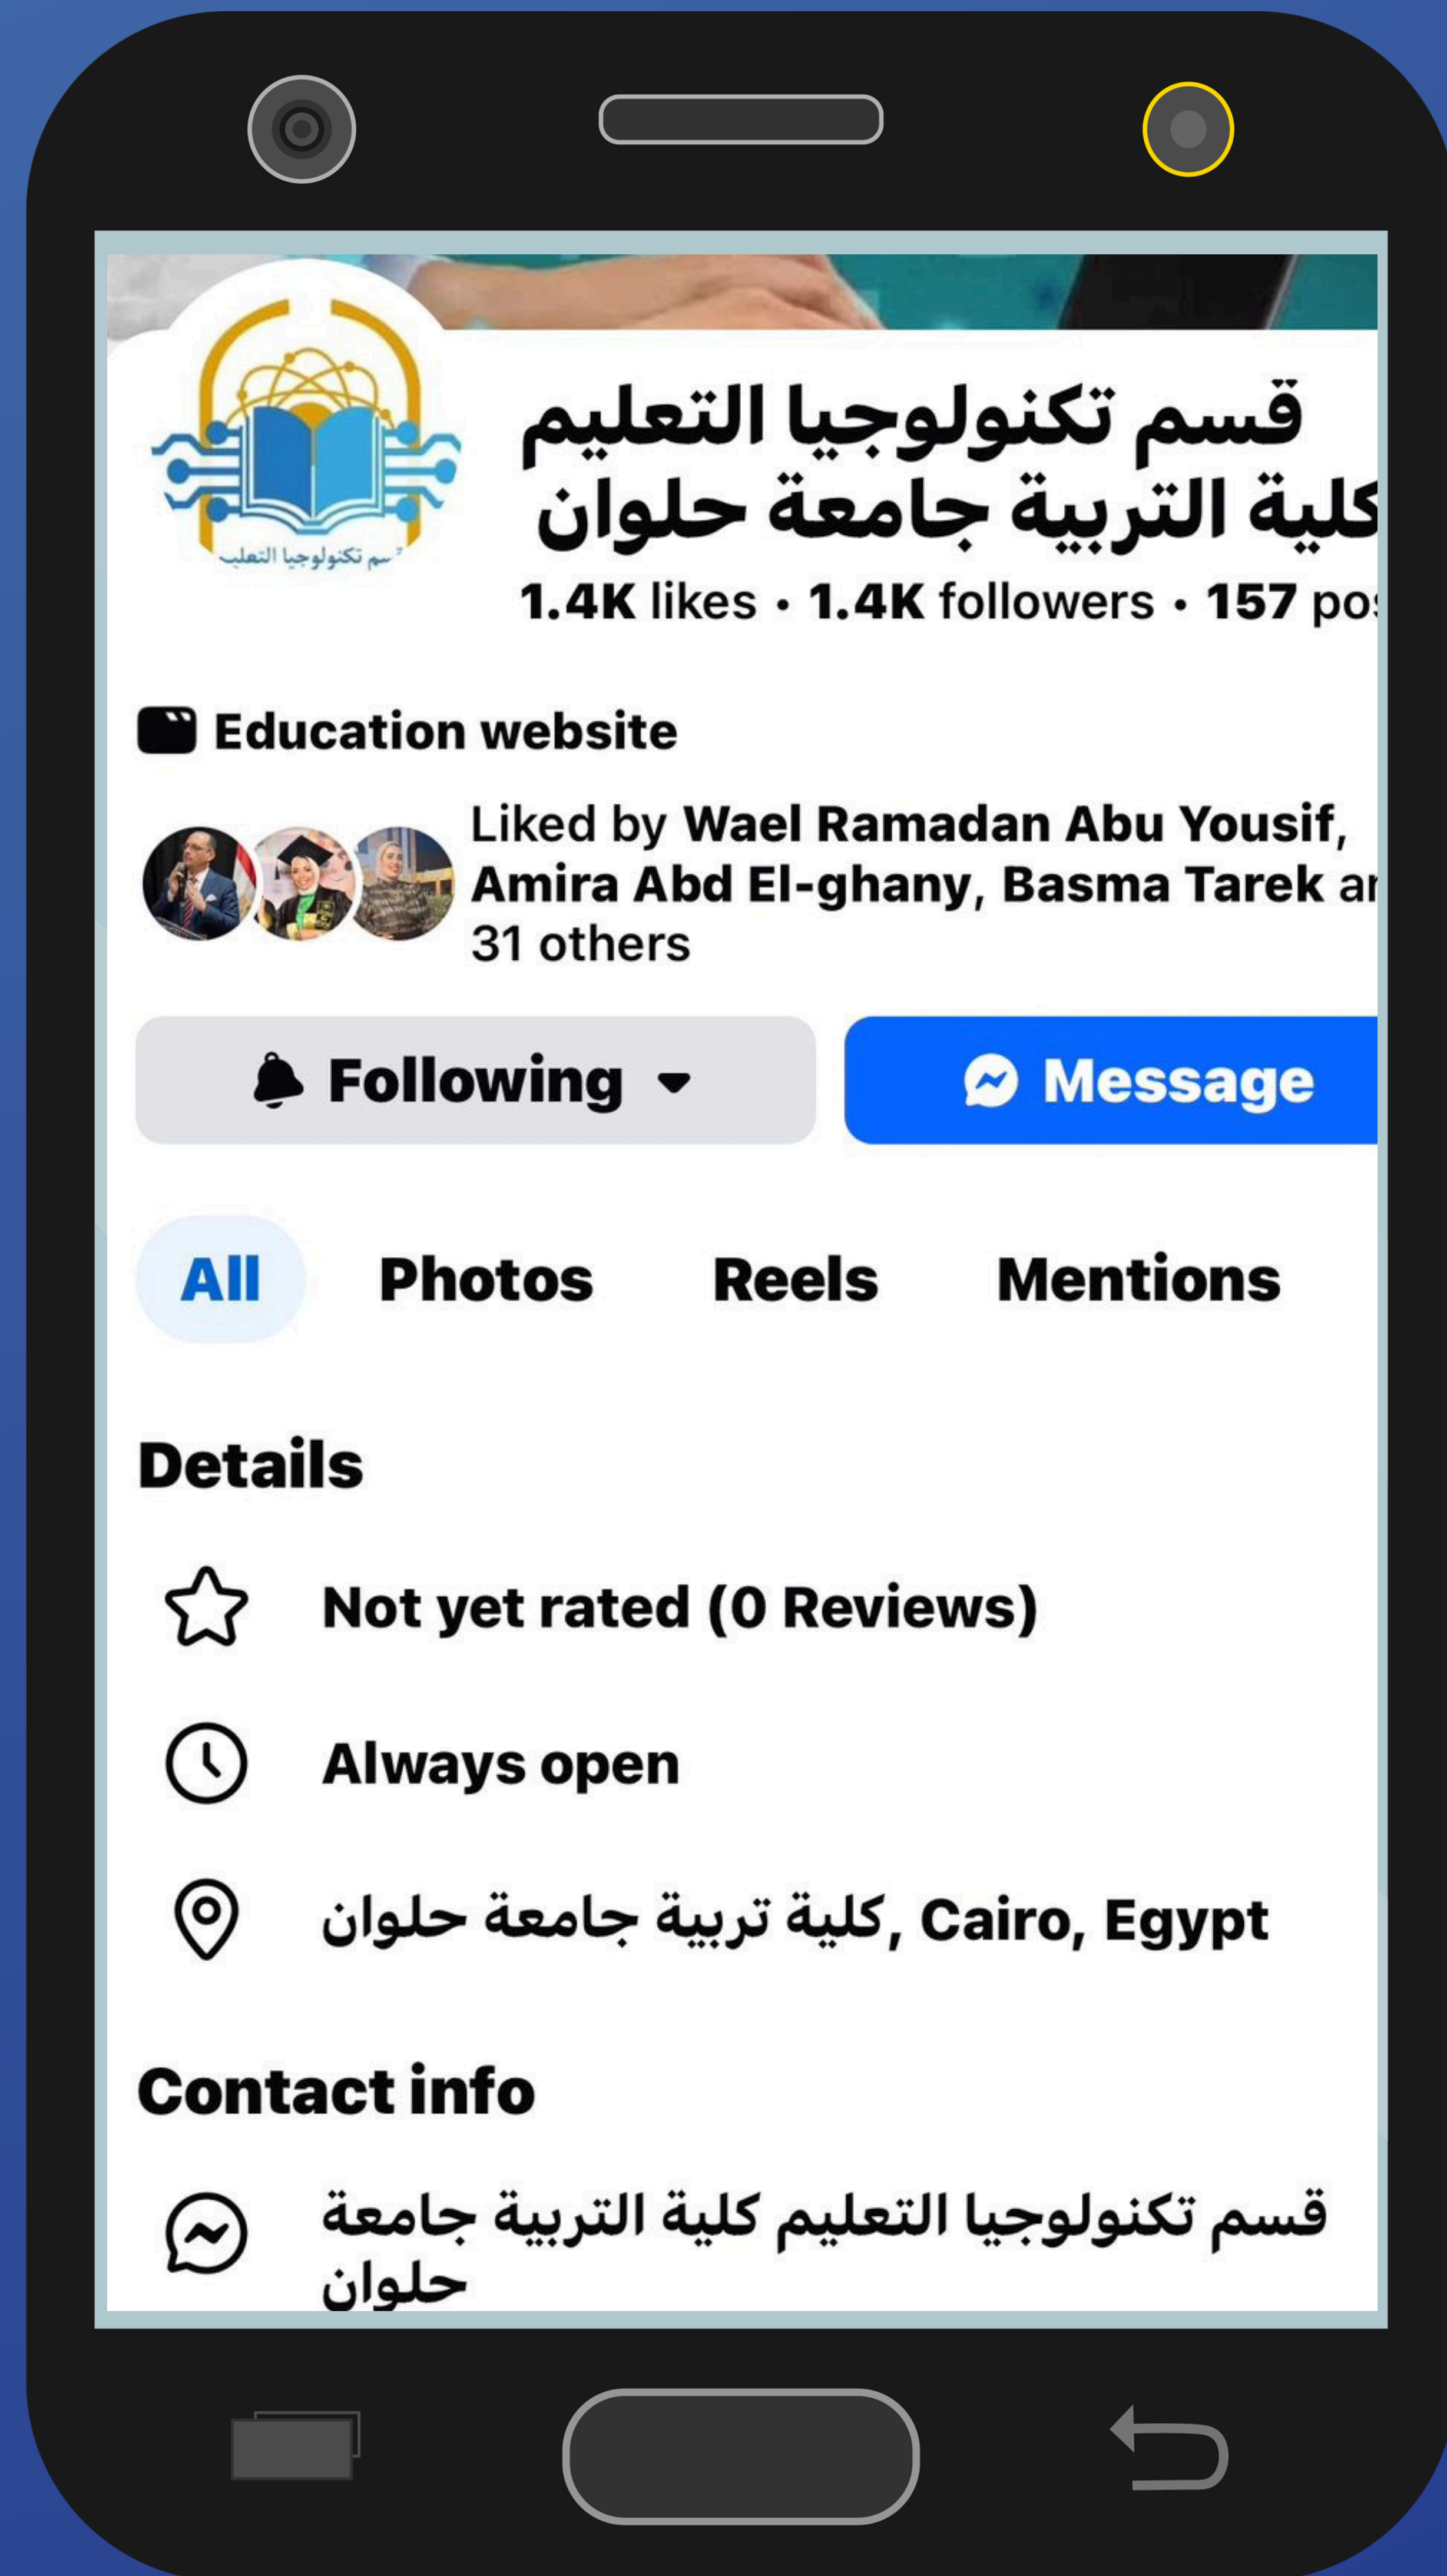 قسم تكنولوجيا التعليم
قسم تكنولوجيا التعليم
كلية التربية جامعة حلوان
1.4K likes • 1.4K followers • 157
Education website
Liked by Wael Ramadan Abu Yousif,
Amira Abd El-ghany, Basma Tarek
31 others
Following
Message
All Photos Reels Mentions
Details
Not yet rated (0 Reviews)
Always open
كلية تربية جامعة حلوان, Cairo, Egypt
Contact info
قسم تكنولوجيا التعليم كلية التربية جامعة
حلوان